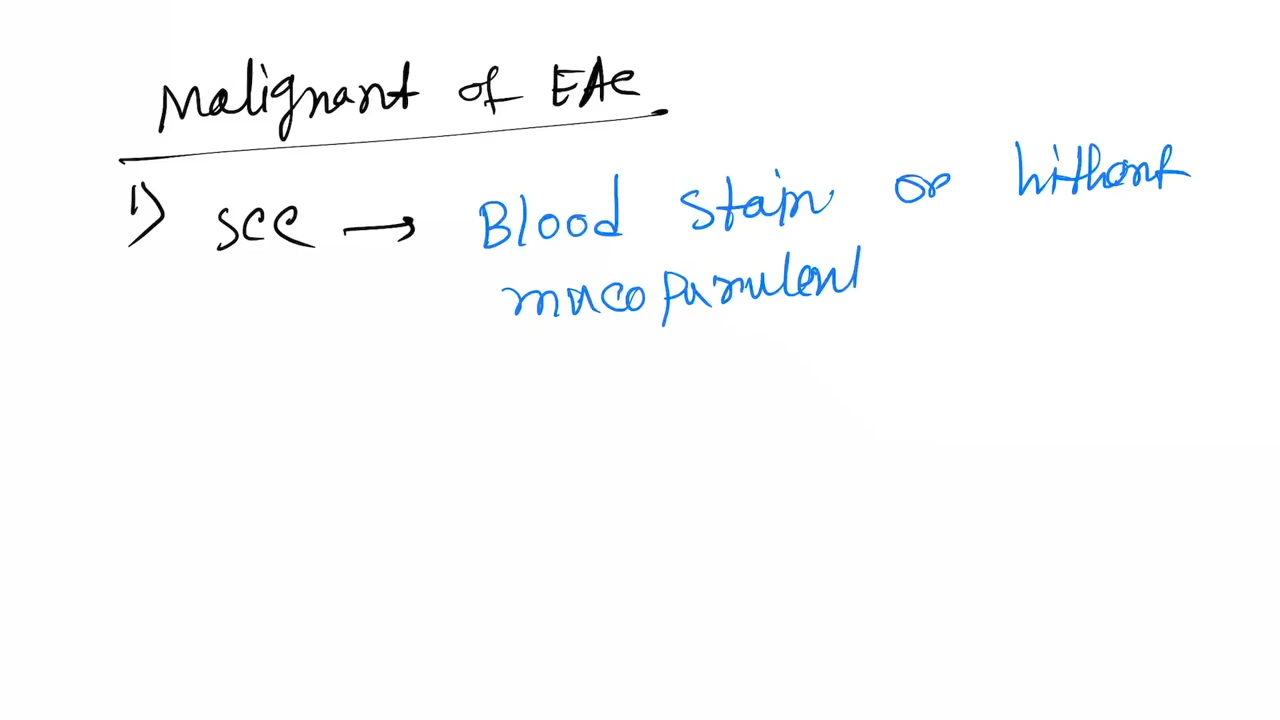 Malignant of EAC
1) SCC → Blood stain or without
mucopurulent